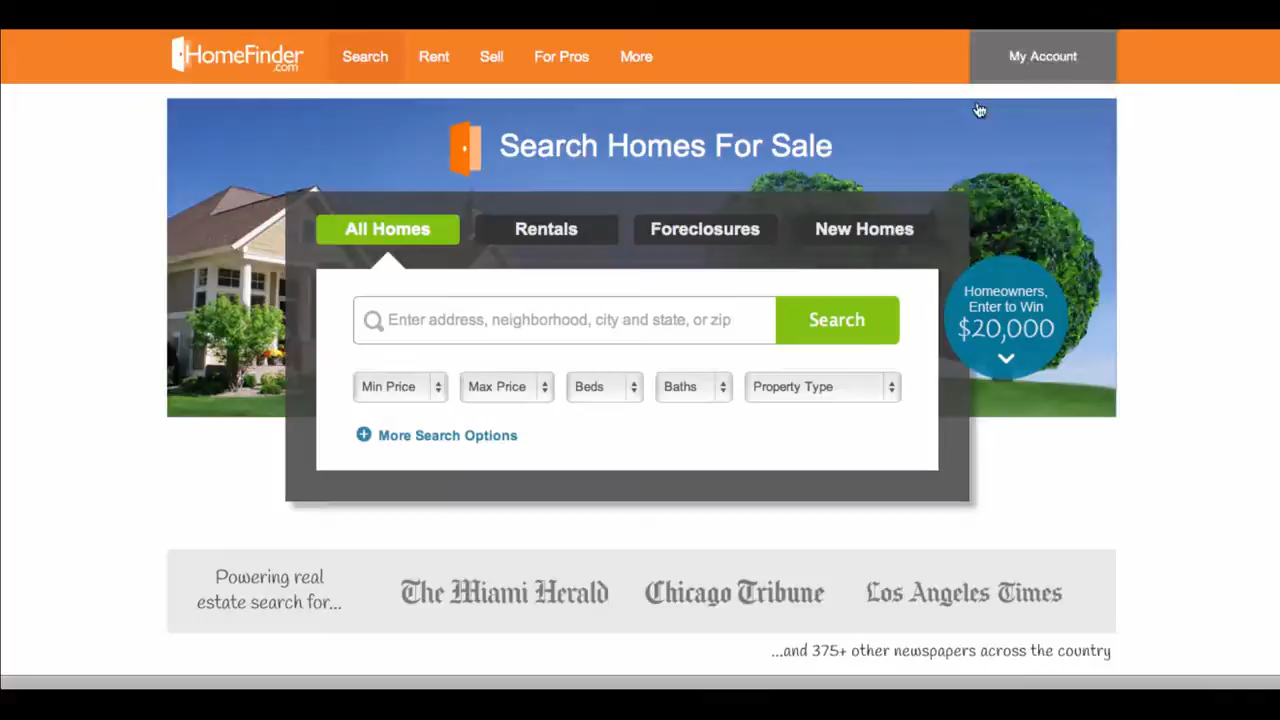 HomeFinder.com
Search
Rent
Sell
For Pros
More
My Account
Search Homes For Sale
All Homes
Rentals
Foreclosures
New Homes
Enter address, neighborhood, city and state, or zip
Search
Homeowners,
Enter to Win
$20,000
Min Price
Max Price
Beds
Baths
Property Type
More Search Options
Powering real
estate search for...
The Miami Herald
Chicago Tribune
Los Angeles Times
...and 375+ other newspapers across the country